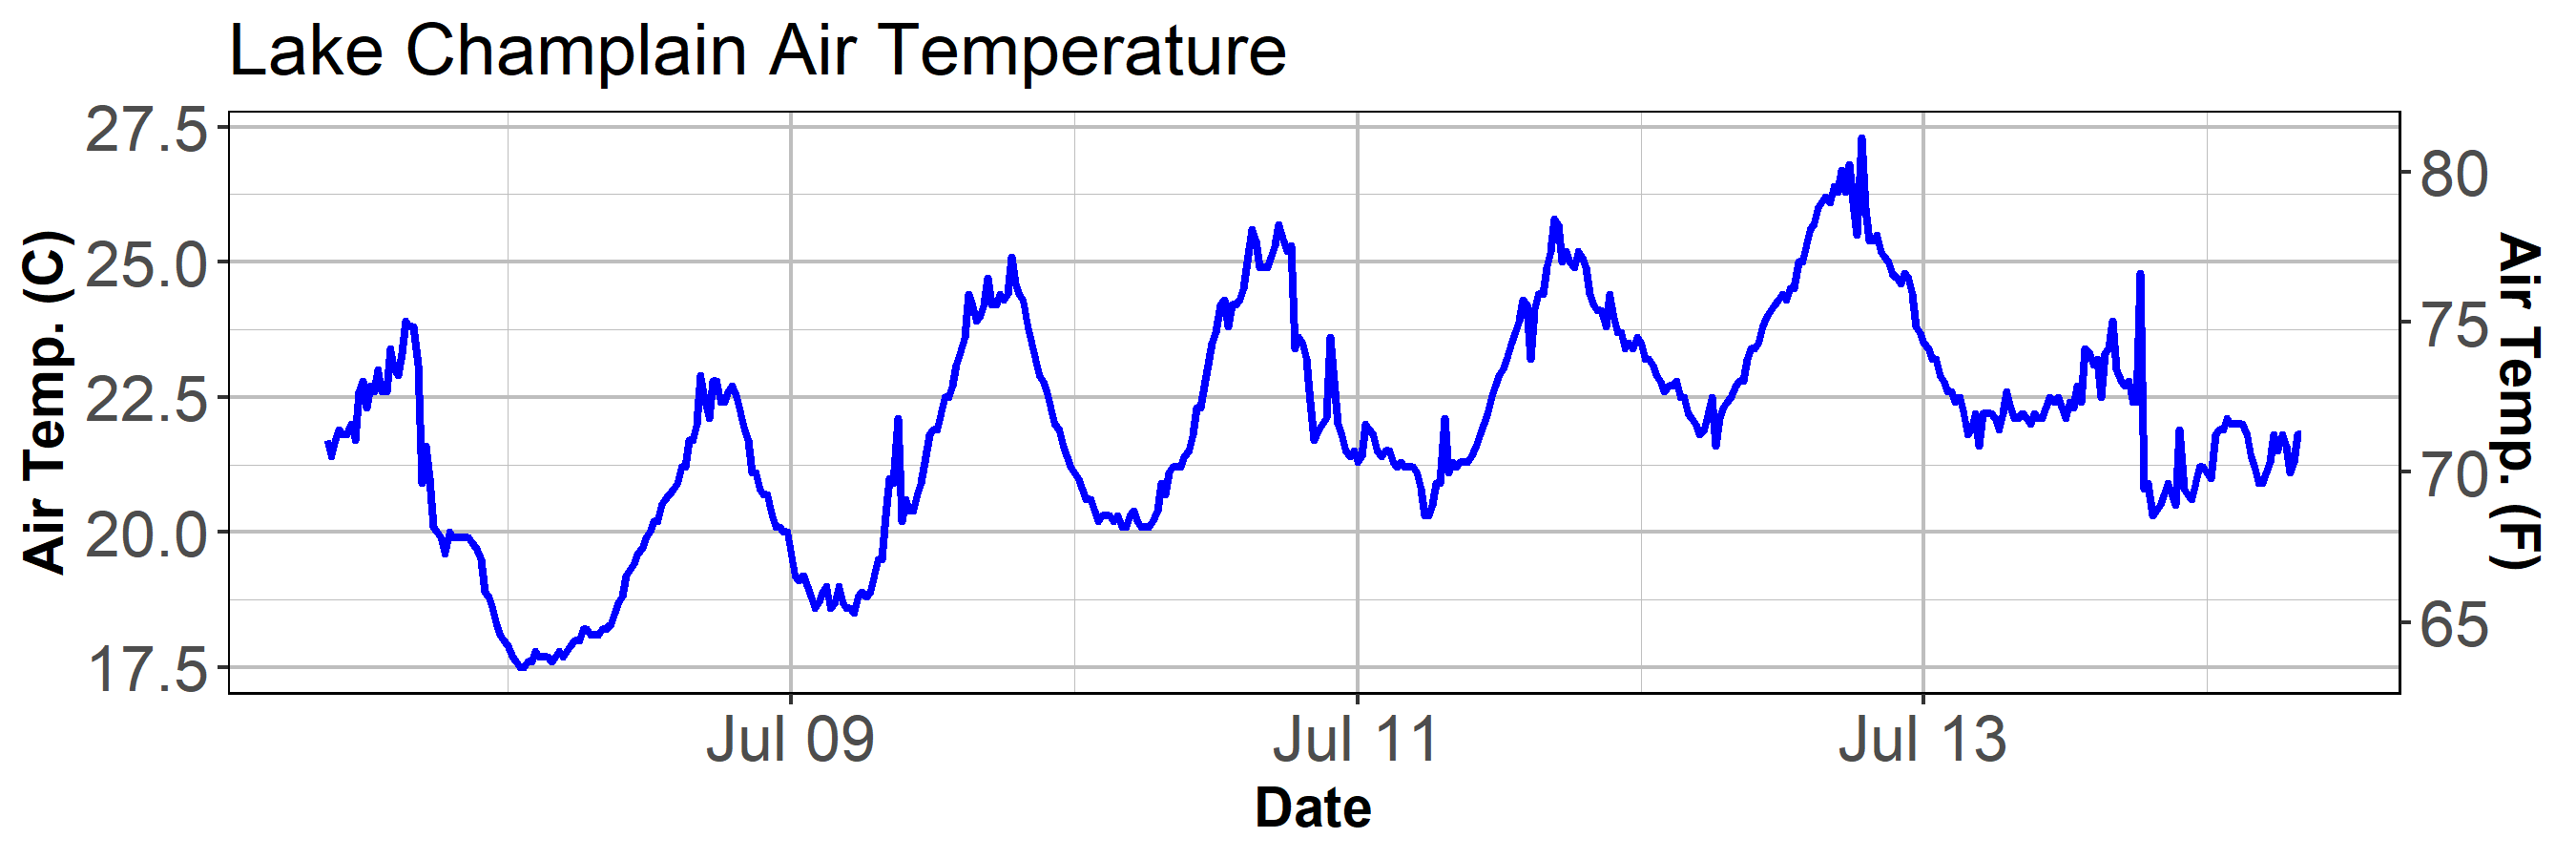 Lake Champlain Air Temperature
27.5
25.0
22.5
20.0
17.5
Air Temp. (C)
80
75
70
65
Air Temp. (F)
Jul 09
Jul 11
Jul 13
Date